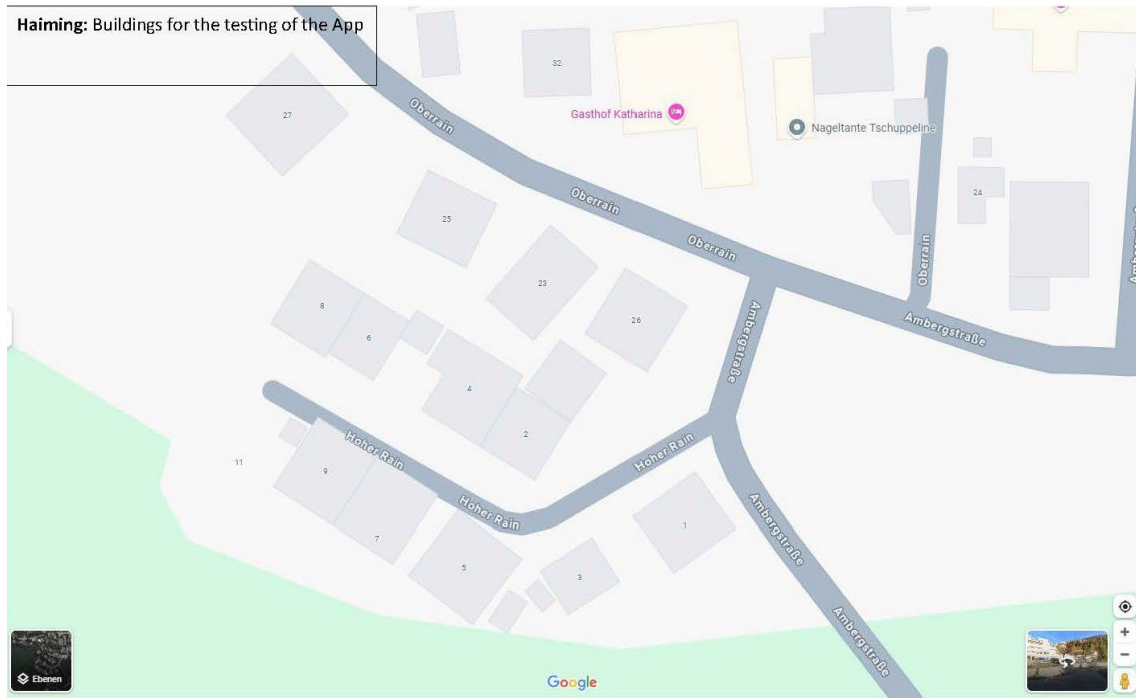 Haiming: Buildings for the testing of the App
32
27
Oberrain
Gasthof Katharina
Nageltante Tschuppeline
24
25
Oberrain
Oberrain
Oberrain
23
8
26
6
Ambergstraße
Ambergstraße
4
2
Hoher Rain
Hoher Rain
11
9
Hoher Rain
1
7
Ambergstraße
5
3
Ambergstraße
Ebenen
Google